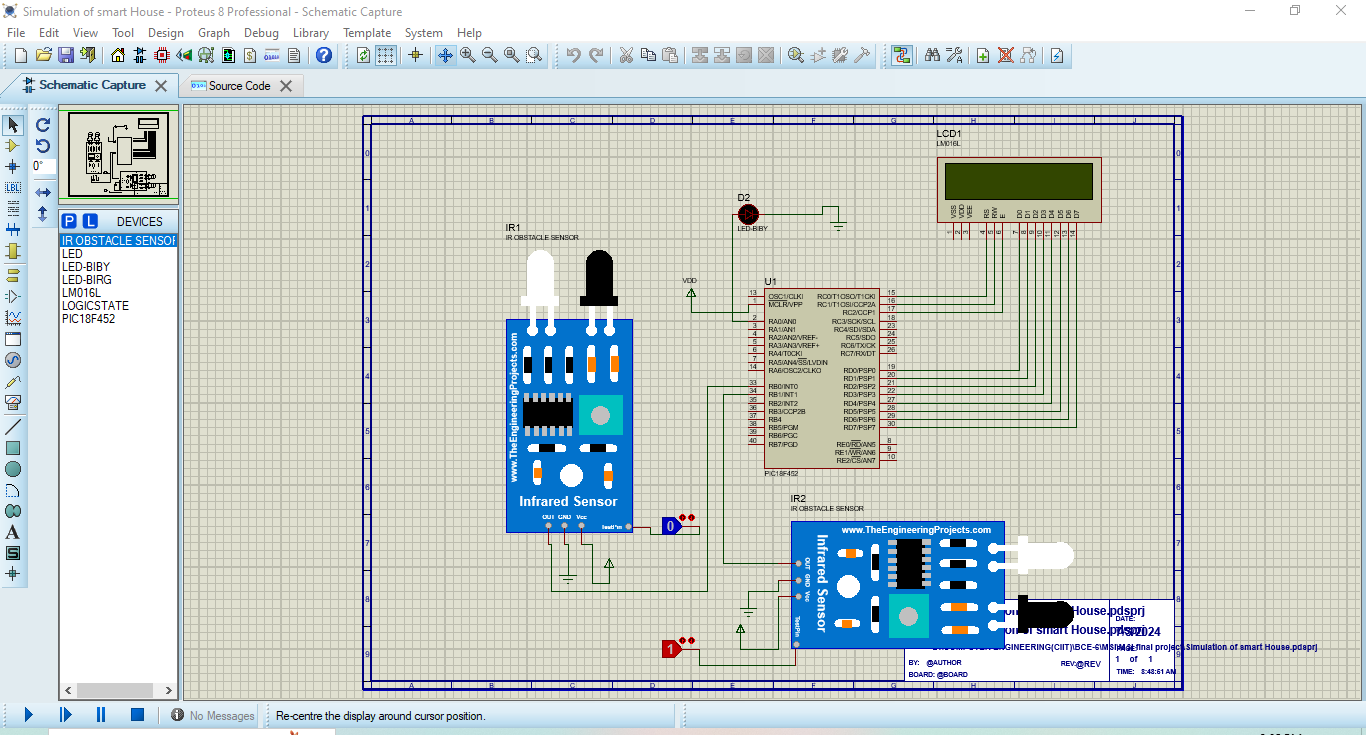 Simulation of smart House - Proteus 8 Professional - Schematic Capture
File Edit View Tool Design Graph Debug Library Template System Help
Schematic Capture
Source Code
0°
LBL
P L DEVICES
IR OBSTACLE SENSOR
LED
LED-BIBY
LED-BIRG
LM016L
LOGICSTATE
PIC18F452
A
S
A B C D E F G H I J
0
1
2
3
4
5
6
7
8
9
LCD1
LM016L
VSS VDD VEE RS RW E D0 D1 D2 D3 D4 D5 D6 D7
1 2 3 4 5 6 7 8 9 10 11 12 13 14
D2
LED-BIBY
IR1
IR OBSTACLE SENSOR
www.TheEngineeringProjects.com
Infrared Sensor
OUT GND Vcc TestPin
0
VDD
U1
13 OSC1/CLKI RC0/T1OSO/T1CKI 15
1 MCLR/VPP RC1/T1OSI/CCP2A 16
RC2/CCP1 17
2 RA0/AN0 RC3/SCK/SCL 18
3 RA1/AN1 RC4/SDI/SDA 23
4 RA2/AN2/VREF- RC5/SDO 24
5 RA3/AN3/VREF+ RC6/TX/CK 25
6 RA4/T0CKI RC7/RX/DT 26
7 RA5/AN4/SS/LVDIN
14 RA6/OSC2/CLKO RD0/PSP0 19
RD1/PSP1 20
33 RB0/INT0 RD2/PSP2 21
34 RB1/INT1 RD3/PSP3 22
35 RB2/INT2 RD4/PSP4 27
36 RB3/CCP2B RD5/PSP5 28
37 RB4 RD6/PSP6 29
38 RB5/PGM RD7/PSP7 30
39 RB6/PGC
40 RB7/PGD RE0/RD/AN5 8
RE1/WR/AN6 9
RE2/CS/AN7 10
PIC18F452
IR2
IR OBSTACLE SENSOR
www.TheEngineeringProjects.com
Infrared Sensor
OUT GND Vcc TestPin
1
House.pdsprj
DATE:
of smart House.pdsprj
/2024
final project\Simulation of smart House.pdsprj
BY: @AUTHOR REV:@REV 1 of 1
BOARD: @BOARD TIME: 8:48:51 AM
No Messages
Re-centre the display around cursor position.